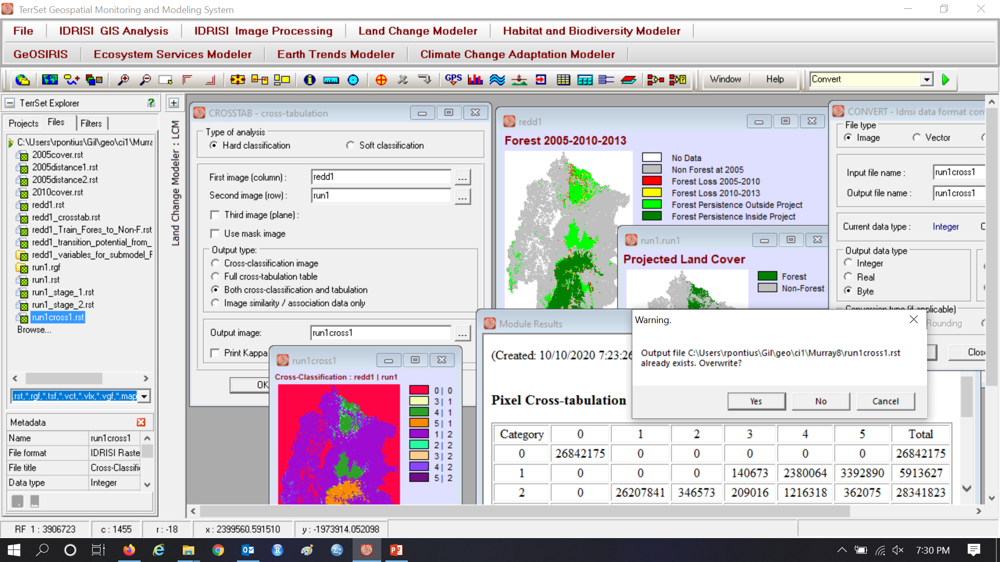 TerrSet Geospatial Monitoring and Modeling System
File IDRISI GIS Analysis IDRISI Image Processing Land Change Modeler Habitat and Biodiversity Modeler
GeOSIRIS Ecosystem Services Modeler Earth Trends Modeler Climate Change Adaptation Modeler
GPS Window Help Convert
TerrSet Explorer
Projects Files Filters
C:\Users\rpontius\Gil\geo\ci1\Murra
2005cover.rst
2005distance1.rst
2005distance2.rst
2010cover.rst
redd1.rst
redd1_crosstab.rst
redd1_Train_Fores_to_Non-F.rst
redd1_transition_potential_from_
redd1_variables_for_submodel_F
run1.rgf
run1.rst
run1_stage_1.rst
run1_stage_2.rst
run1cross1.rst
Browse...
.rst,*.rgf,*.tsf,*.vct,*.vlx,*.vgf,*.map
Metadata
Name run1cross1
File format IDRISI Raste
File title Cross-Classifi
Data type Integer
Land Change Modeler : LCM
CROSSTAB - cross-tabulation
Type of analysis
Hard classification Soft classification
First image (column) : redd1 ...
Second image (row) : run1 ...
Third image (plane) :
Use mask image
Output type:
Cross-classification image
Full cross-tabulation table
Both cross-classification and tabulation
Image similarity / association data only
Output image: run1cross1 ...
Print Kappa
OK
run1cross1
Cross-Classification : redd1 | run1
0 | 0
3 | 1
4 | 1
5 | 1
1 | 2
2 | 2
3 | 2
4 | 2
5 | 2
redd1
Forest 2005-2010-2013
No Data
Non Forest at 2005
Forest Loss 2005-2010
Forest Loss 2010-2013
Forest Persistence Outside Project
Forest Persistence Inside Project
run1.run1
Projected Land Cover
Forest
Non-Forest
CONVERT - Idrisi data format con
File type
Image Vector
Input file name : run1cross1
Output file name : run1cross1
Current data type : Integer
Output data type
Integer
Real
Byte
Conversion type (if applicable)
Rounding
Clos
Module Results
(Created: 10/10/2020 7:23:26
Pixel Cross-tabulation
Category 0 1 2 3 4 5 Total
0 26842175 0 0 0 0 0 26842175
1 0 0 0 140673 2380064 3392890 5913627
2 0 26207841 346573 209016 1216318 362075 28341823
Warning.
Output file C:\Users\rpontius\Gil\geo\ci1\Murray8\run1cross1.rst
already exists. Overwrite?
Yes No Cancel
RF 1 : 3906723 c : 1455 r : -18 x : 2399560.591510 y : -1973914.052098
7:30 PM